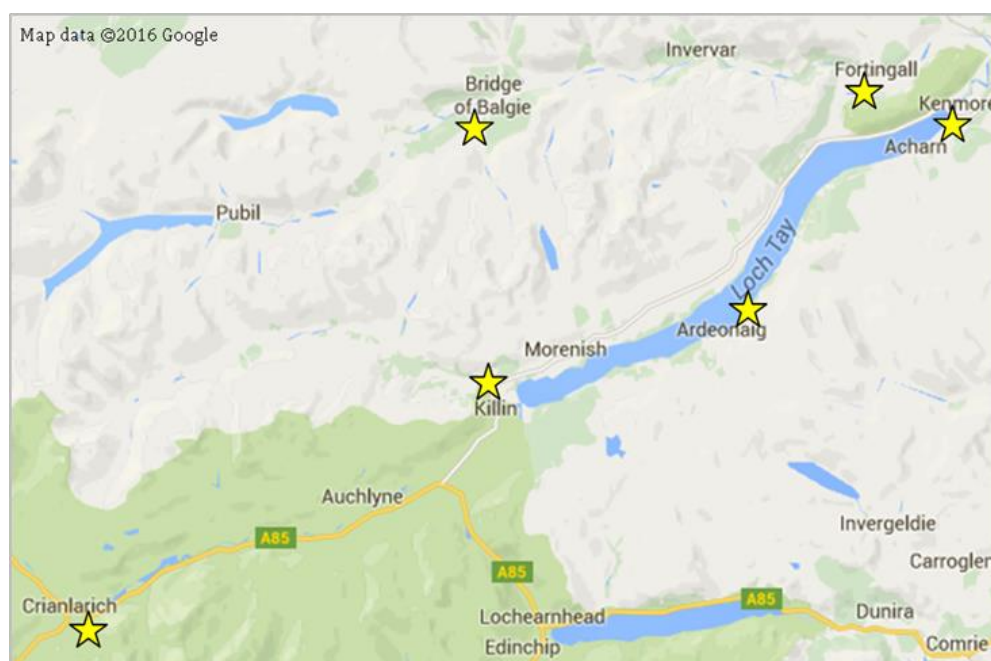 Map data ©2016 Google
Invervar
Fortingall
Bridge
of Balgie
Kenmore
Acharn
Pubil
Loch Tay
Ardeonaig
Morenish
Killin
Auchlyne
Invergeldie
A85
Carroglen
A85
A85
Crianlarich
Lochearnhead
Dunira
Edinchip
Comrie